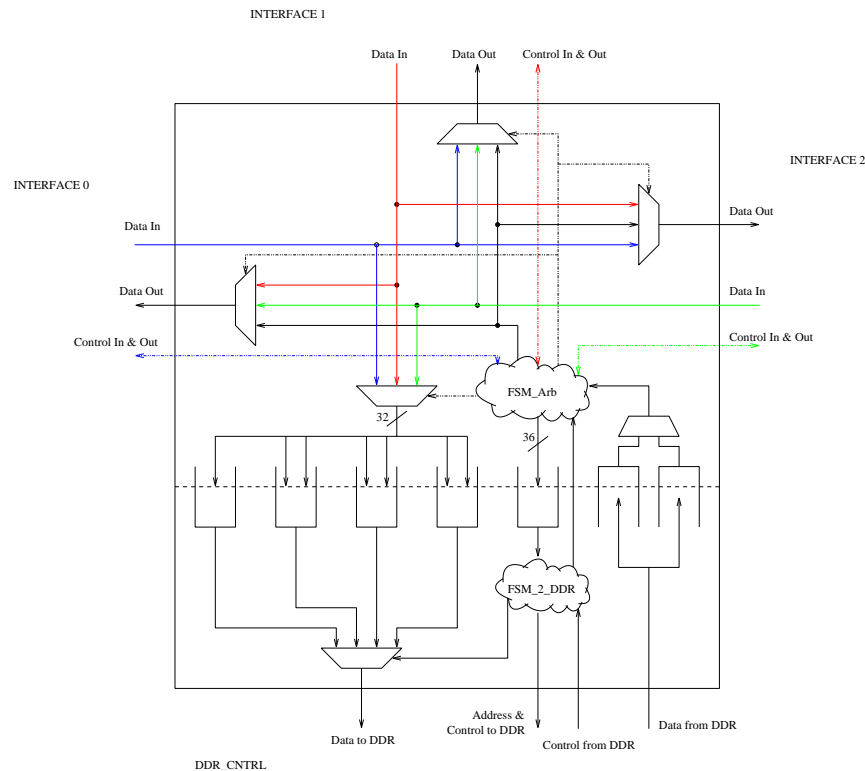 INTERFACE 1
Data In
Data Out
Control In & Out
INTERFACE 0
INTERFACE 2
Data In
Data Out
Data Out
Data In
Control In & Out
Control In & Out
FSM_Arb
32
36
FSM_2_DDR
Data to DDR
Address &
Control to DDR
Control from DDR
Data from DDR
DDR_CNTRL